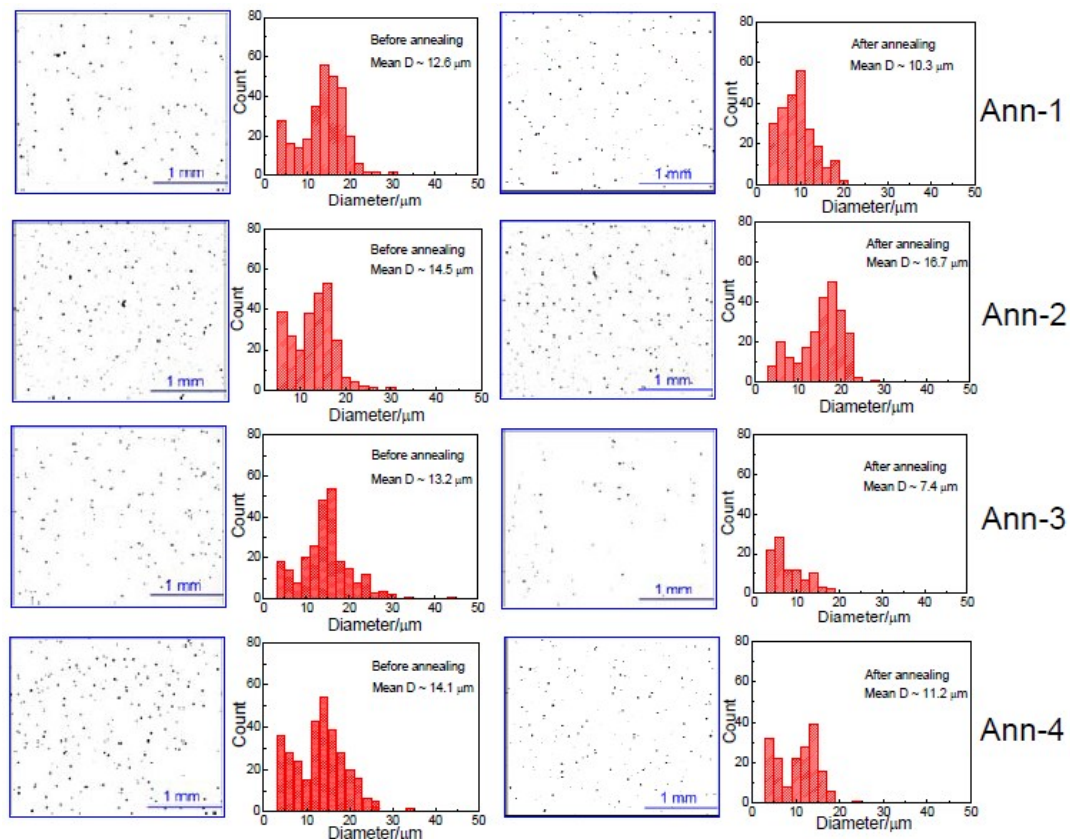 1 mm
80
60
40
20
0
Count
Before annealing
Mean D ~ 12.6 μm
0 10 20 30 40 50
Diameter/μm
1 mm
80
60
40
20
0
Count
After annealing
Mean D ~ 10.3 μm
0 10 20 30 40 50
Diameter/μm
Ann-1
1 mm
80
60
40
20
0
Count
Before annealing
Mean D ~ 14.5 μm
0 10 20 30 40 50
Diameter/μm
1 mm
80
60
40
20
0
Count
After annealing
Mean D ~ 16.7 μm
0 10 20 30 40 50
Diameter/μm
Ann-2
1 mm
80
60
40
20
0
Count
Before annealing
Mean D ~ 13.2 μm
0 10 20 30 40 50
Diameter/μm
1 mm
80
60
40
20
0
Count
After annealing
Mean D ~ 7.4 μm
0 10 20 30 40 50
Diameter/μm
Ann-3
1 mm
80
60
40
20
0
Count
Before annealing
Mean D ~ 14.1 μm
0 10 20 30 40 50
Diameter/μm
1 mm
80
60
40
20
0
Count
After annealing
Mean D ~ 11.2 μm
0 10 20 30 40 50
Diameter/μm
Ann-4